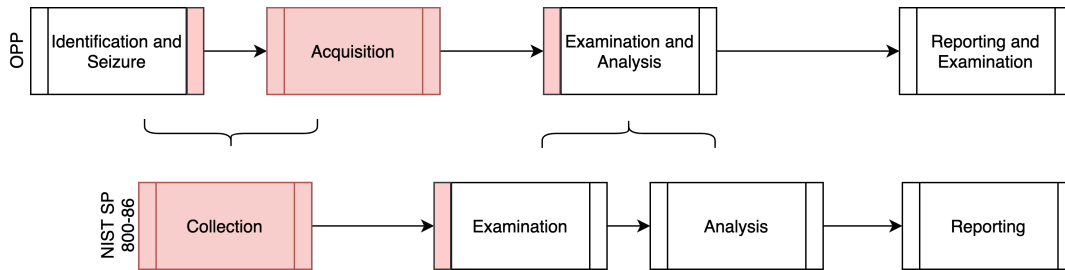 OPP
Identification and
Seizure
Acquisition
Examination and
Analysis
Reporting and
Examination
NIST SP
800-86
Collection
Examination
Analysis
Reporting